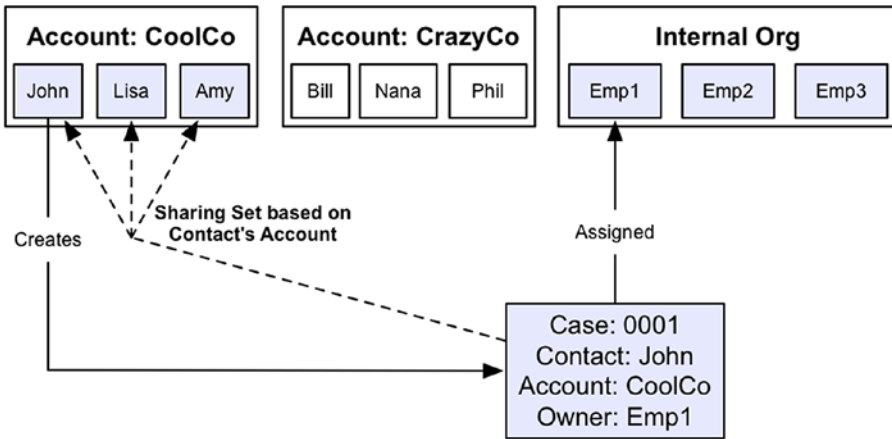 Account: CoolCo
John
Lisa
Amy
Account: CrazyCo
Bill
Nana
Phil
Internal Org
Emp1
Emp2
Emp3
Sharing Set based on
Contact's Account
Creates
Assigned
Case: 0001
Contact: John
Account: CoolCo
Owner: Emp1